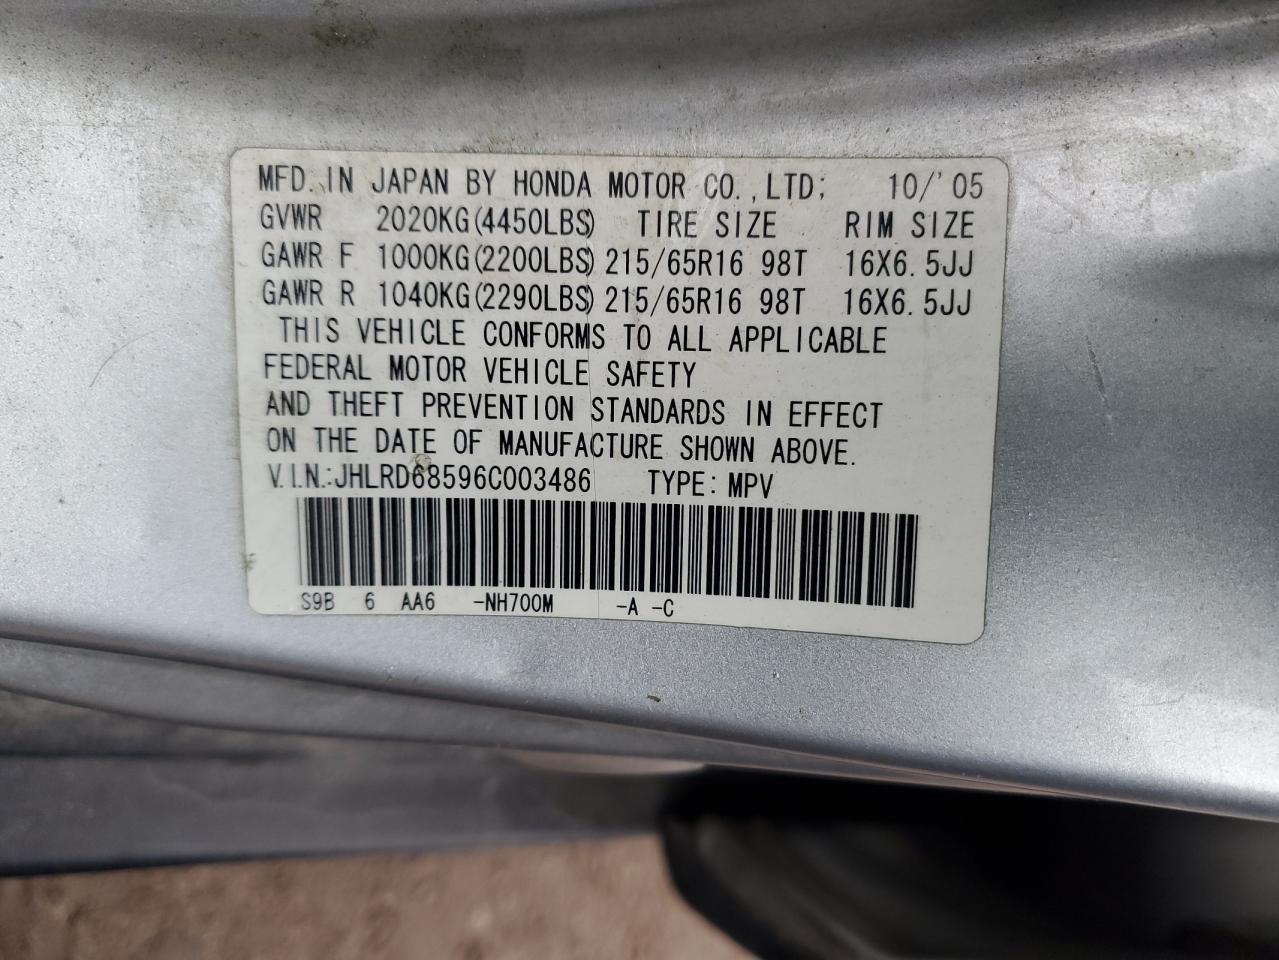 MFD. IN JAPAN BY HONDA MOTOR CO.,LTD; 10/'05
GVWR 2020KG(4450LBS) TIRE SIZE RIM SIZE
GAWR F 1000KG(2200LBS) 215/65R16 98T 16X6.5JJ
GAWR R 1040KG(2290LBS) 215/65R16 98T 16X6.5JJ
THIS VEHICLE CONFORMS TO ALL APPLICABLE
FEDERAL MOTOR VEHICLE SAFETY
AND THEFT PREVENTION STANDARDS IN EFFECT
ON THE DATE OF MANUFACTURE SHOWN ABOVE.
V.I.N.:JHLRD68596C003486 TYPE: MPV
S9B 6 AA6 -NH700M -A -C